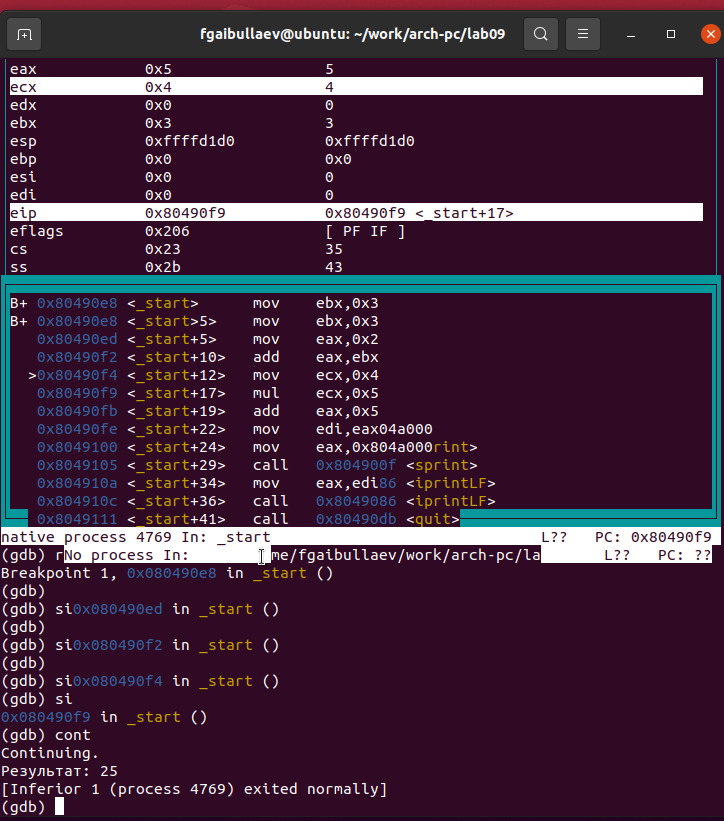 fgaibullaev@ubuntu: ~/work/arch-pc/lab09
eax 0x5 5
ecx 0x4 4
edx 0x0 0
ebx 0x3 3
esp 0xffffd1d0 0xffffd1d0
ebp 0x0 0x0
esi 0x0 0
edi 0x0 0
eip 0x80490f9 0x80490f9 <_start+17>
eflags 0x206 [ PF IF ]
cs 0x23 35
ss 0x2b 43
B+ 0x80490e8 <_start> mov ebx,0x3
B+ 0x80490e8 <_start>5> mov ebx,0x3
0x80490ed <_start+5> mov eax,0x2
0x80490f2 <_start+10> add eax,ebx
>0x80490f4 <_start+12> mov ecx,0x4
0x80490f9 <_start+17> mul ecx,0x5
0x80490fb <_start+19> add eax,0x5
0x80490fe <_start+22> mov edi,eax04a000
0x8049100 <_start+24> mov eax,0x804a000rint>
0x8049105 <_start+29> call 0x804900f <sprint>
0x804910a <_start+34> mov eax,edi86 <iprintLF>
0x804910c <_start+36> call 0x8049086 <iprintLF>
0x8049111 <_start+41> call 0x80490db <quit>
native process 4769 In: _start L?? PC: 0x80490f9
(gdb) rNo process In: me/fgaibullaev/work/arch-pc/la L?? PC: ??
Breakpoint 1, 0x080490e8 in _start ()
(gdb)
(gdb) si0x080490ed in _start ()
(gdb)
(gdb) si0x080490f2 in _start ()
(gdb)
(gdb) si0x080490f4 in _start ()
(gdb) si
0x080490f9 in _start ()
(gdb) cont
Continuing.
Результат: 25
[Inferior 1 (process 4769) exited normally]
(gdb)